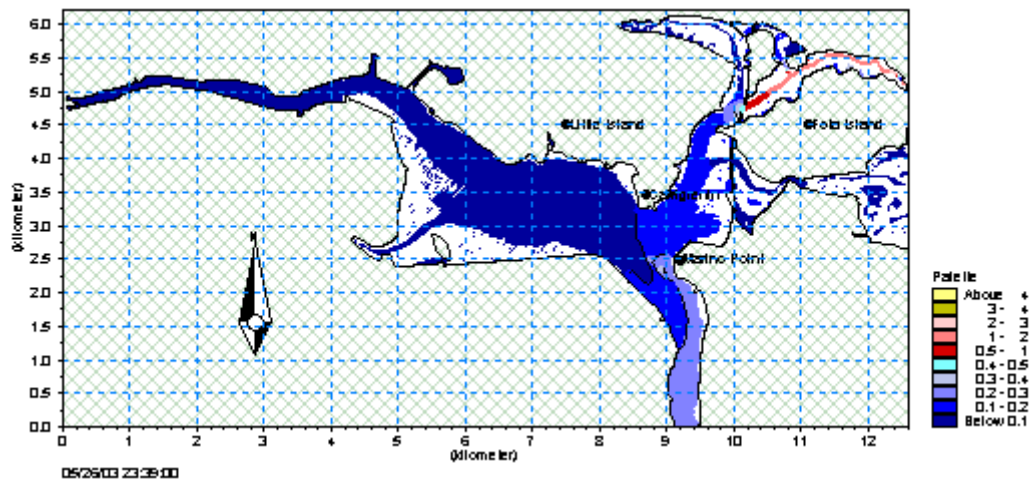 6.0
5.5
5.0
4.5
4.0
3.5
3.0
2.5
2.0
1.5
1.0
0.5
0.0
(kilometer)
0 1 2 3 4 5 6 7 8 9 10 11 12
(kilometer)
Little Island
Fota Island
Marino Point
Palette
Above 4
3 - 4
2 - 3
1 - 2
0.5 - 1
0.4 - 0.5
0.3 - 0.4
0.2 - 0.3
0.1 - 0.2
Below 0.1
05/26/03 23:39:00